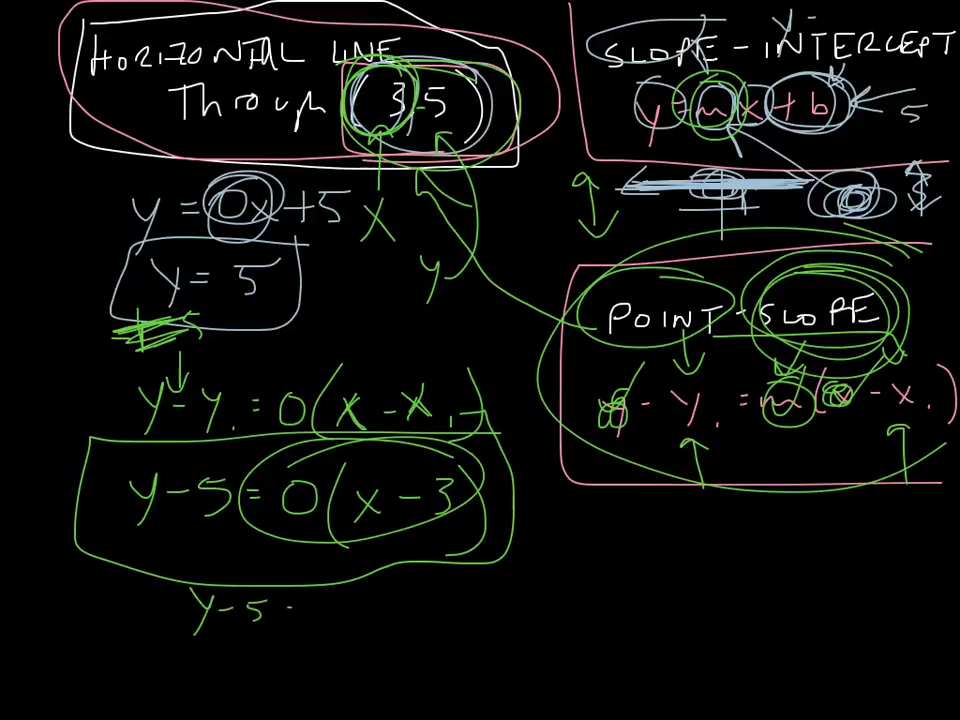 HORIZONTAL LINE
Through (3,5)
SLOPE - INTERCEPT
y-
y = mx + b
5
y = 0x + 5
y = 5
x
y
5
POINT - SLOPE
y - y₁ = m(x - x₁)
y - y₁ = 0(x - x₁)
y - 5 = 0(x - 3)
y - 5 -